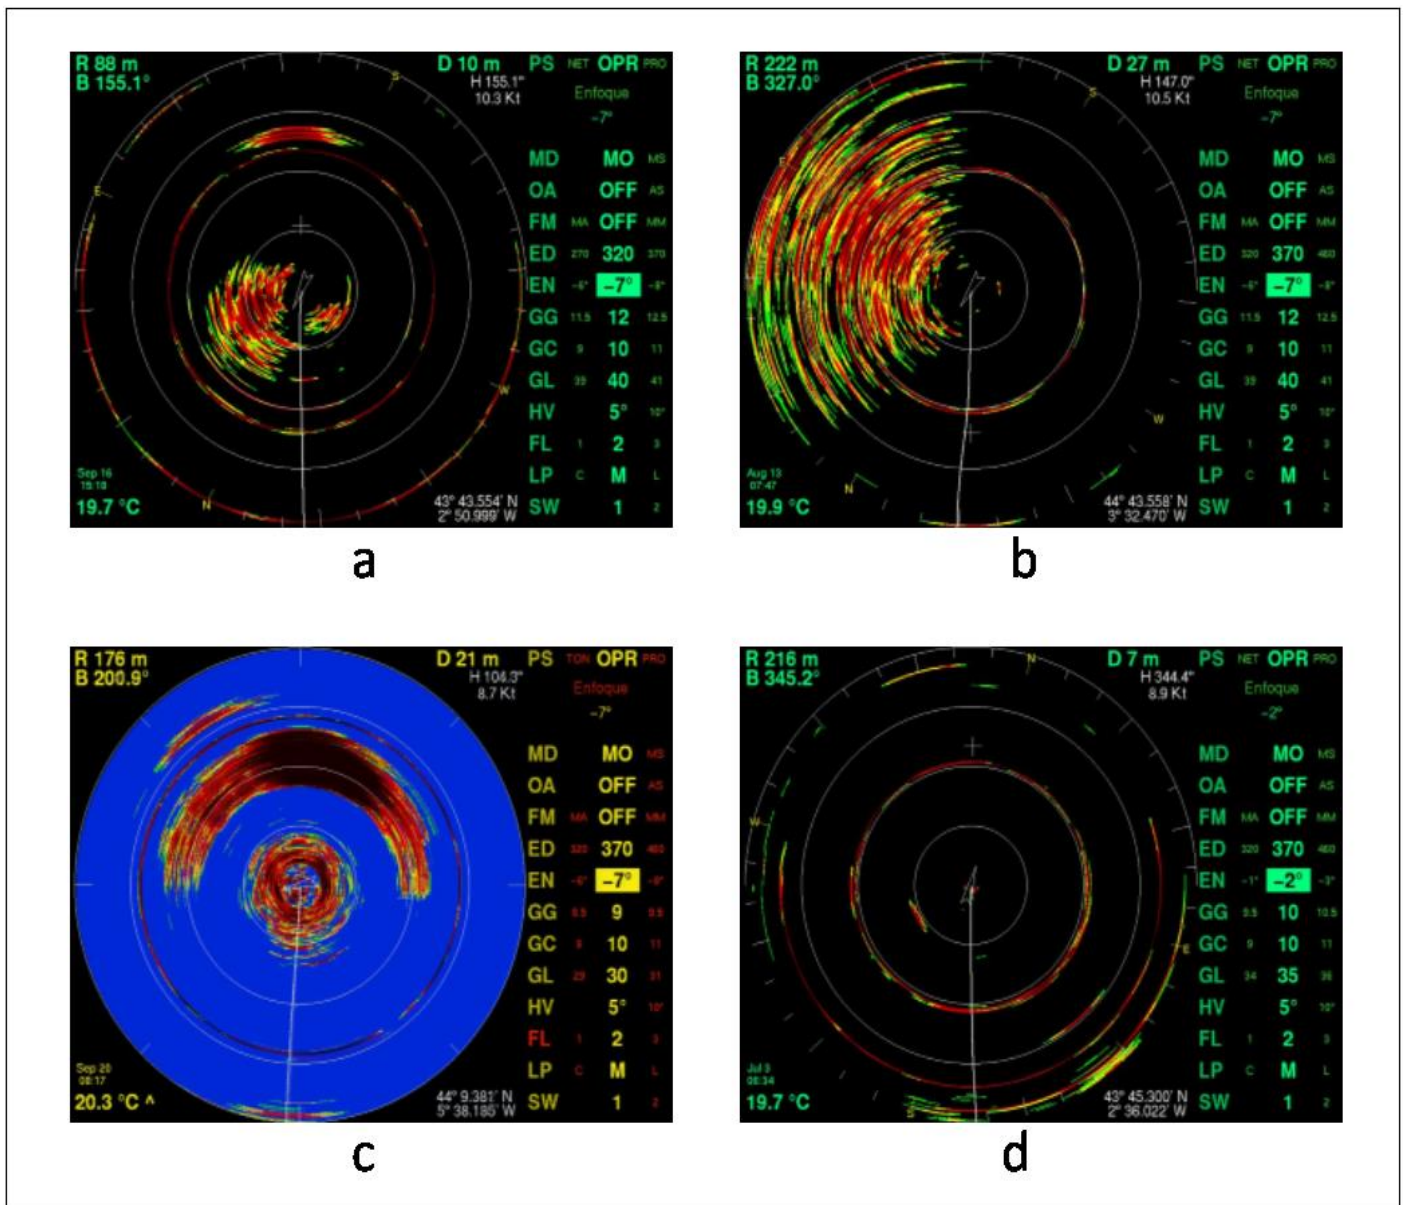 R 88 m D 10 m PS NET OPR PRO
B 155.1° H 155.1° Enfoque
10.3 Kt -7°
S
E
W
N
MD MO MS
OA OFF AS
FM MA OFF MM
ED 270 320 370
EN -6° -7° -8°
GG 11.5 12 12.5
GC 9 10 11
GL 39 40 41
HV 5° 10°
FL 1 2 3
LP C M L
SW 1 2
Sep 16
19.7 °C
43° 43.554' N
2° 50.999' W
a
R 222 m D 27 m PS NET OPR PRO
B 327.0° H 147.0° Enfoque
10.5 Kt -7°
S
W
N
MD MO MS
OA OFF AS
FM MA OFF MM
ED 320 370 460
EN -6° -7° -8°
GG 11.5 12 12.5
GC 9 10 11
GL 39 40 41
HV 5° 10°
FL 1 2 3
LP C M L
SW 1 2
Aug 13
07:47
19.9 °C
44° 43.558' N
3° 32.470' W
b
R 176 m D 21 m PS TON OPR PRO
B 200.9° H 104.3° Enfoque
8.7 Kt -7°
MD MO MS
OA OFF AS
FM MA OFF MM
ED 320 370 460
EN -6° -7° -8°
GG 8.5 9 9.5
GC 9 10 11
GL 29 30 31
HV 5° 10°
FL 1 2 3
LP C M L
SW 1 2
Sep 20
20.3 °C ^
44° 9.381' N
5° 38.185' W
c
R 216 m D 7 m PS NET OPR PRO
B 345.2° H 344.4° Enfoque
8.9 Kt -2°
N
W
E
S
MD MO MS
OA OFF AS
FM MA OFF MM
ED 320 370 460
EN -1° -2° -3°
GG 9.5 10 10.5
GC 9 10 11
GL 34 35 36
HV 5° 10°
FL 1 2 3
LP C M L
SW 1 2
19.7 °C
43° 45.300' N
2° 36.022' W
d